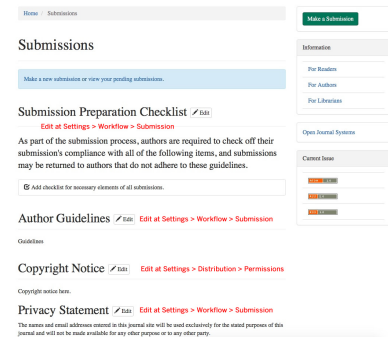 Home / Submissions
Submissions
Make a new submission or view your pending submissions.
Submission Preparation Checklist Edit
Edit at Settings > Workflow > Submission
As part of the submission process, authors are required to check off their
submission's compliance with all of the following items, and submissions
may be returned to authors that do not adhere to these guidelines.
Add checklist for necessary elements of all submissions.
Author Guidelines Edit Edit at Settings > Workflow > Submission
Guidelines
Copyright Notice Edit Edit at Settings > Distribution > Permissions
Copyright notice here.
Privacy Statement Edit Edit at Settings > Workflow > Submission
The names and email addresses entered in this journal site will be used exclusively for the stated purposes of this
journal and will not be made available for any other purpose or to any other party.
Make a Submission
Information
For Readers
For Authors
For Librarians
Open Journal Systems
Current Issue